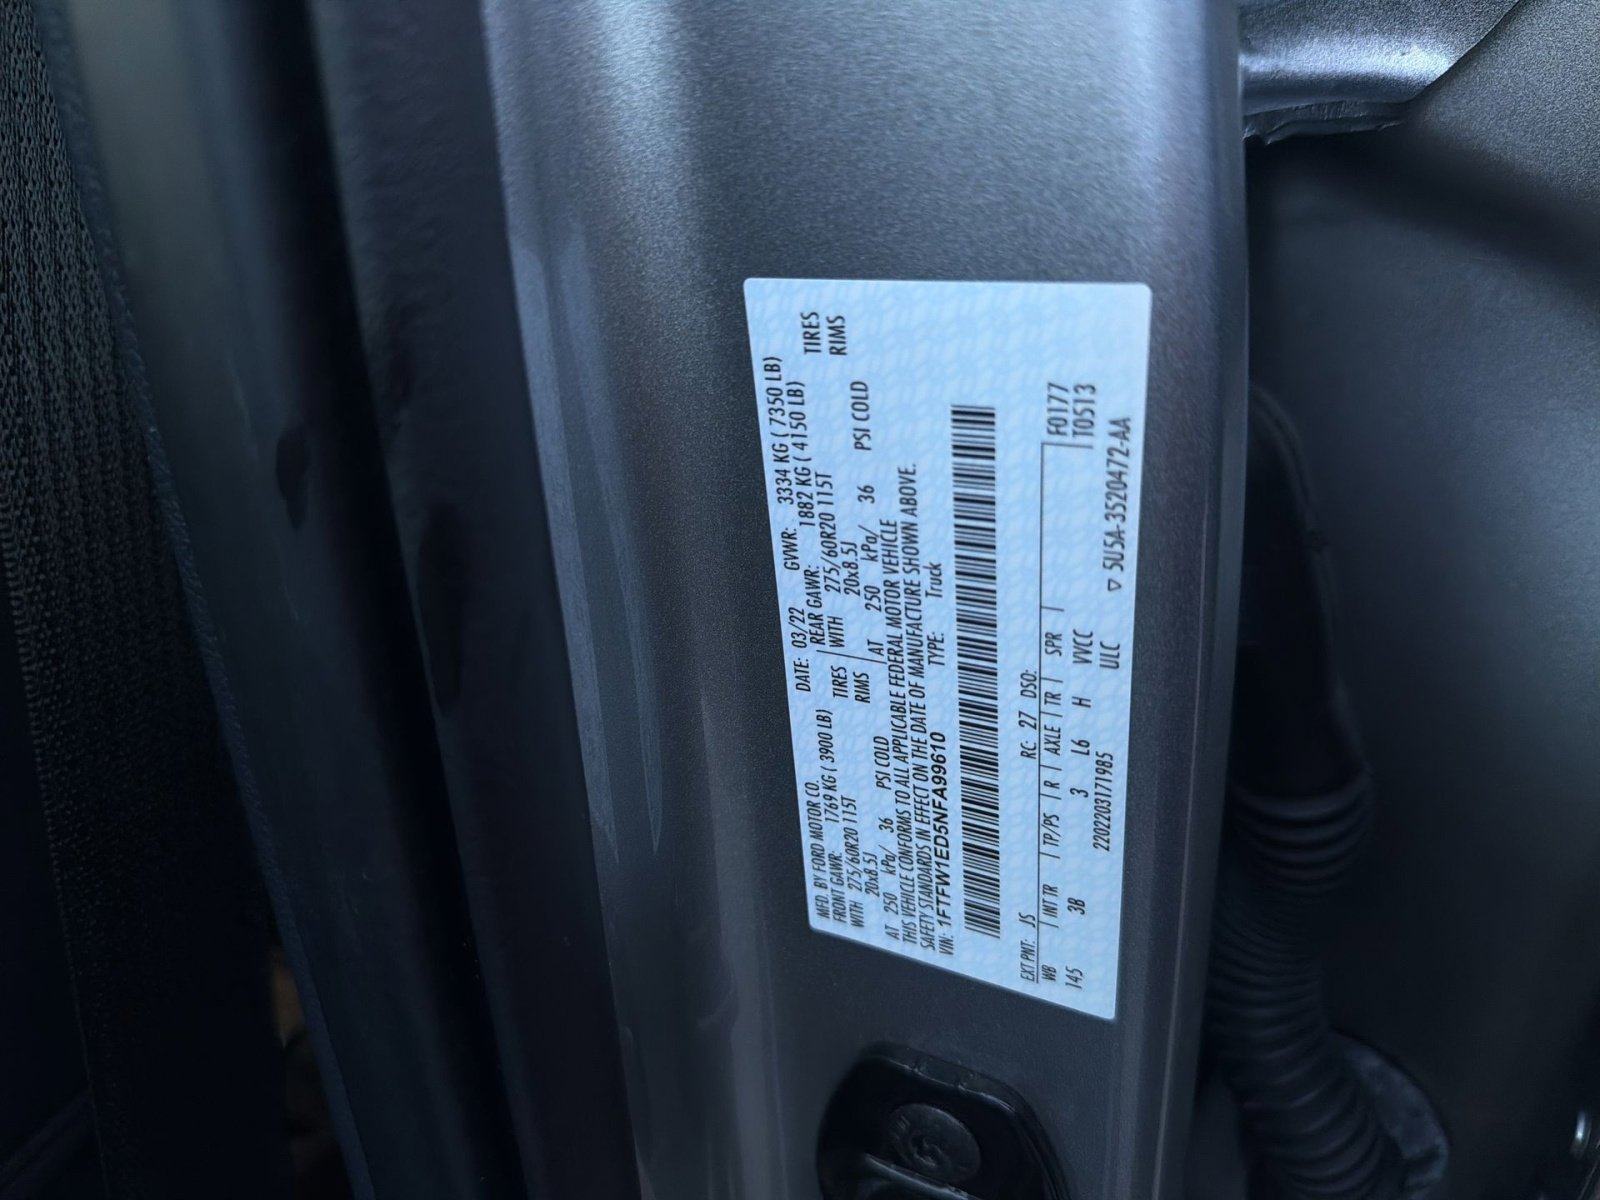 MFD. BY FORD MOTOR CO.
DATE: 03/22 GVWR: 3334 KG ( 7350 LB)
FRONT GAWR: 1769 KG ( 3900 LB) REAR GAWR: 1882 KG ( 4150 LB)
WITH 275/60R20 115T TIRES WITH 275/60R20 115T TIRES
20x8.5J RIMS 20x8.5J RIMS
AT 250 kPa/ 36 PSI COLD AT 250 kPa/ 36 PSI COLD
THIS VEHICLE CONFORMS TO ALL APPLICABLE FEDERAL MOTOR VEHICLE
SAFETY STANDARDS IN EFFECT ON THE DATE OF MANUFACTURE SHOWN ABOVE.
VIN: 1FTFW1ED5NFA99610 TYPE: Truck
EXT PNT: JS RC: 27 DSO: F0177
WB INT TR TP/PS R AXLE TR SPR T0513
145 3B 3 L6 H VVCC
2202203171985 ULC ▽ 5U5A-3520472-AA